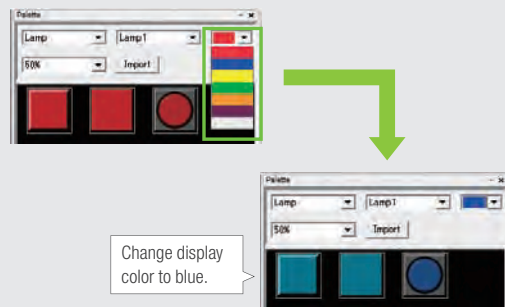 Palette
Lamp Lamp1
50% Import
Palette
Lamp Lamp1
50% Import
Change display
color to blue.